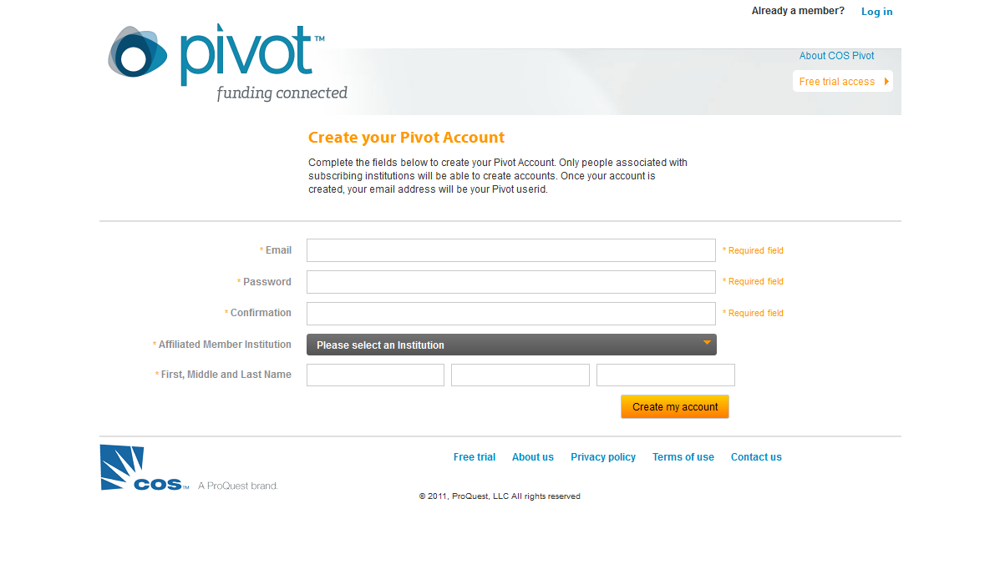 Already a member? Log in
pivot™
funding connected
About COS Pivot
Free trial access
Create your Pivot Account
Complete the fields below to create your Pivot Account. Only people associated with
subscribing institutions will be able to create accounts. Once your account is
created, your email address will be your Pivot userid.
* Email * Required field
* Password * Required field
* Confirmation * Required field
* Affiliated Member Institution Please select an Institution
* First, Middle and Last Name
Create my account
Free trial About us Privacy policy Terms of use Contact us
COS™ A ProQuest brand.
© 2011, ProQuest, LLC All rights reserved